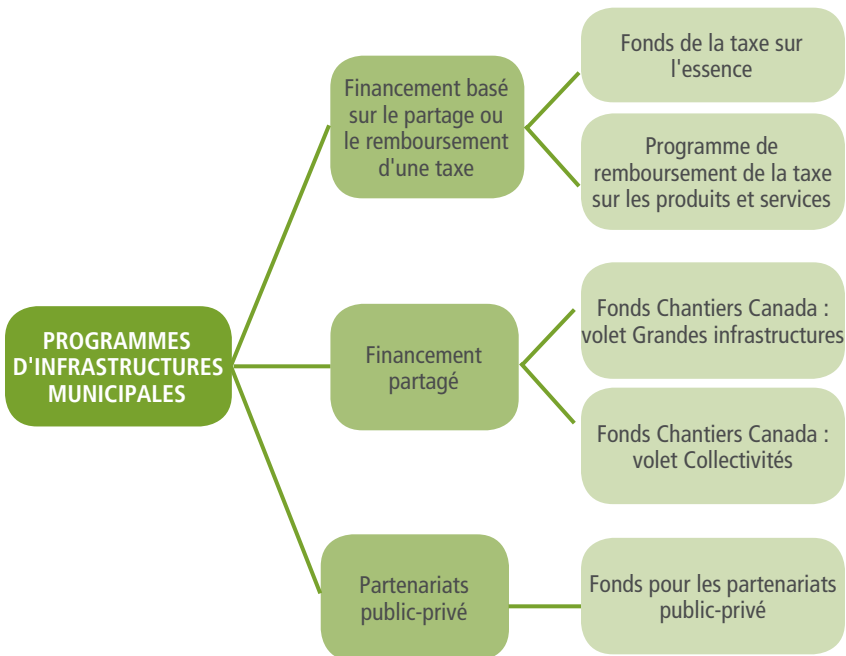 PROGRAMMES
D'INFRASTRUCTURES
MUNICIPALES
Financement basé
sur le partage ou
le remboursement
d'une taxe
Fonds de la taxe sur
l'essence
Programme de
remboursement de la taxe
sur les produits et services
Financement
partagé
Fonds Chantiers Canada :
volet Grandes infrastructures
Fonds Chantiers Canada :
volet Collectivités
Partenariats
public-privé
Fonds pour les partenariats
public-privé